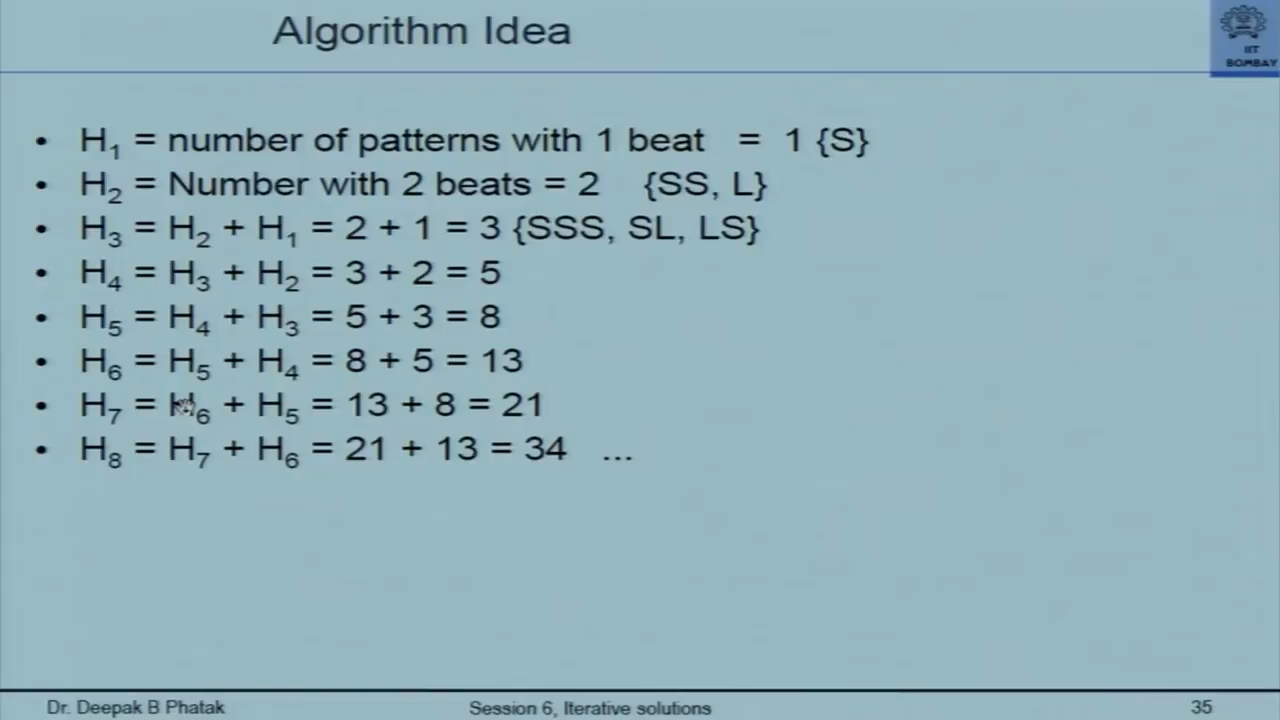 Algorithm Idea
IIT
BOMBAY
• H₁ = number of patterns with 1 beat = 1 {S}
• H₂ = Number with 2 beats = 2 {SS, L}
• H₃ = H₂ + H₁ = 2 + 1 = 3 {SSS, SL, LS}
• H₄ = H₃ + H₂ = 3 + 2 = 5
• H₅ = H₄ + H₃ = 5 + 3 = 8
• H₆ = H₅ + H₄ = 8 + 5 = 13
• H₇ = H₆ + H₅ = 13 + 8 = 21
• H₈ = H₇ + H₆ = 21 + 13 = 34 ...
Dr. Deepak B Phatak Session 6, Iterative solutions 35